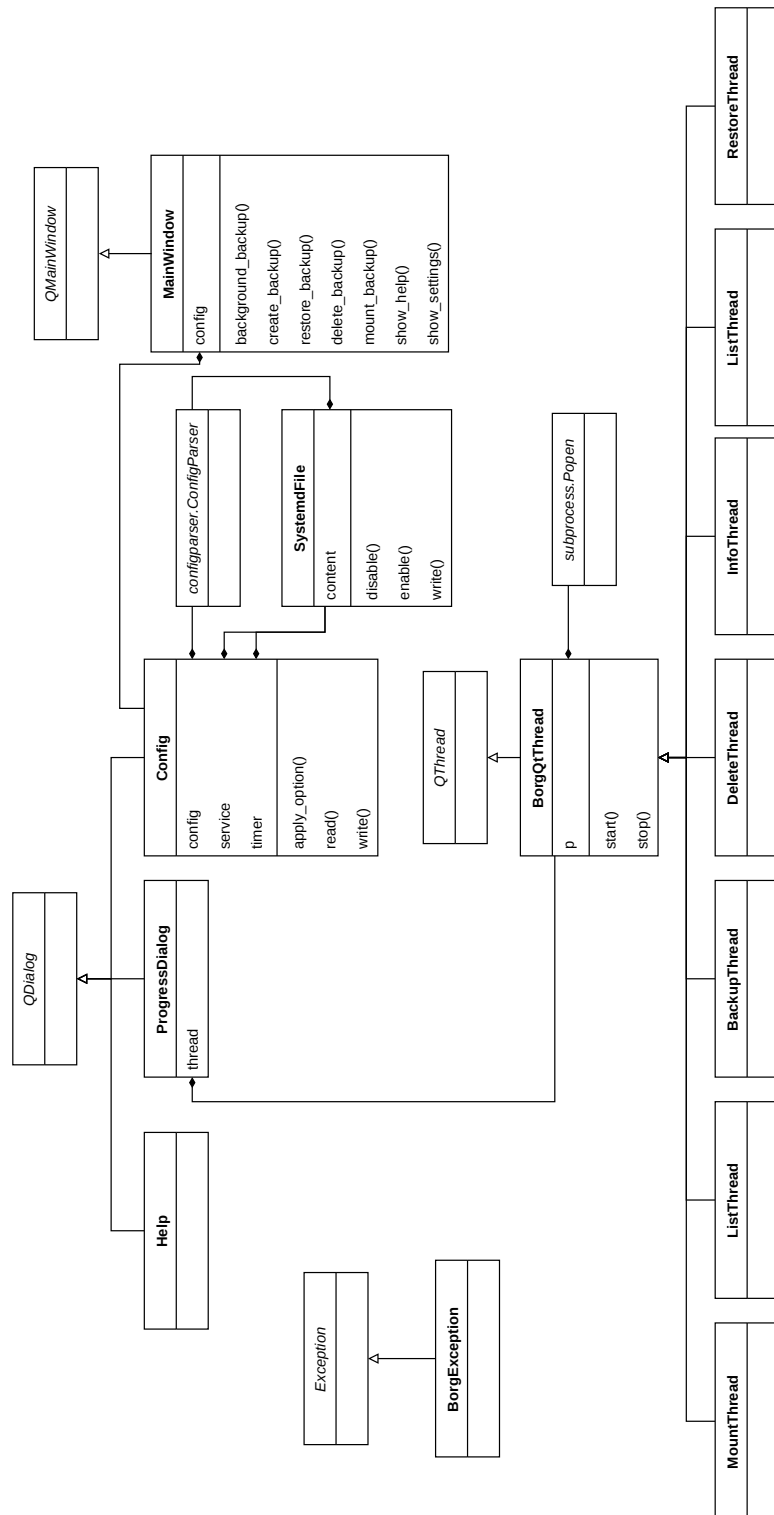 QDialog
QMainWindow
Help
ProgressDialog
thread
Config
config
service
timer
apply_option()
read()
write()
MainWindow
config
background_backup()
create_backup()
restore_backup()
delete_backup()
mount_backup()
show_help()
show_settings()
configparser.ConfigParser
SystemdFile
content
disable()
enable()
write()
Exception
BorgException
QThread
BorgQtThread
p
start()
stop()
subprocess.Popen
MountThread
ListThread
BackupThread
DeleteThread
InfoThread
ListThread
RestoreThread